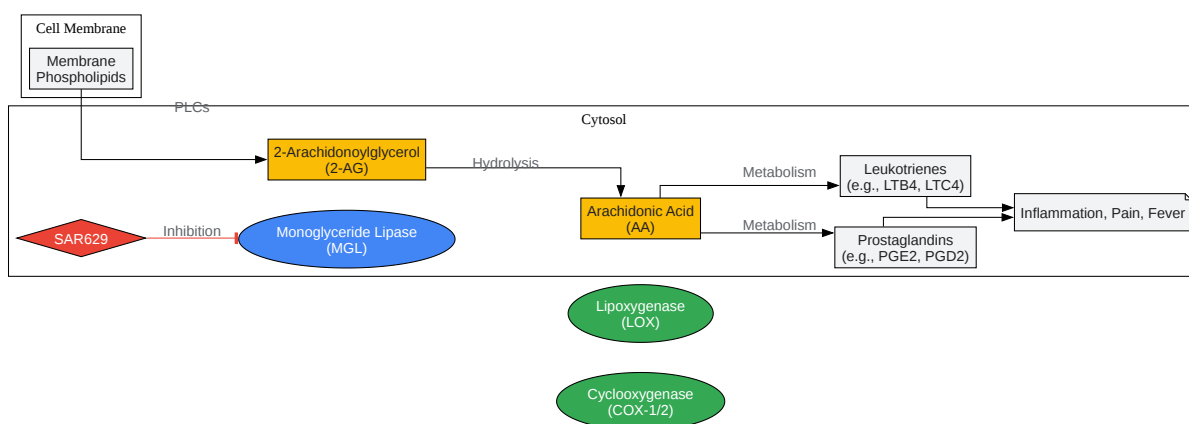 Cell Membrane
Membrane
Phospholipids
PLCs
Cytosol
2-Arachidonoylglycerol
(2-AG)
Hydrolysis
Arachidonic Acid
(AA)
Metabolism
Leukotrienes
(e.g., LTB4, LTC4)
Metabolism
Prostaglandins
(e.g., PGE2, PGD2)
Inflammation, Pain, Fever
SAR629
Inhibition
Monoglyceride Lipase
(MGL)
Lipoxygenase
(LOX)
Cyclooxygenase
(COX-1/2)